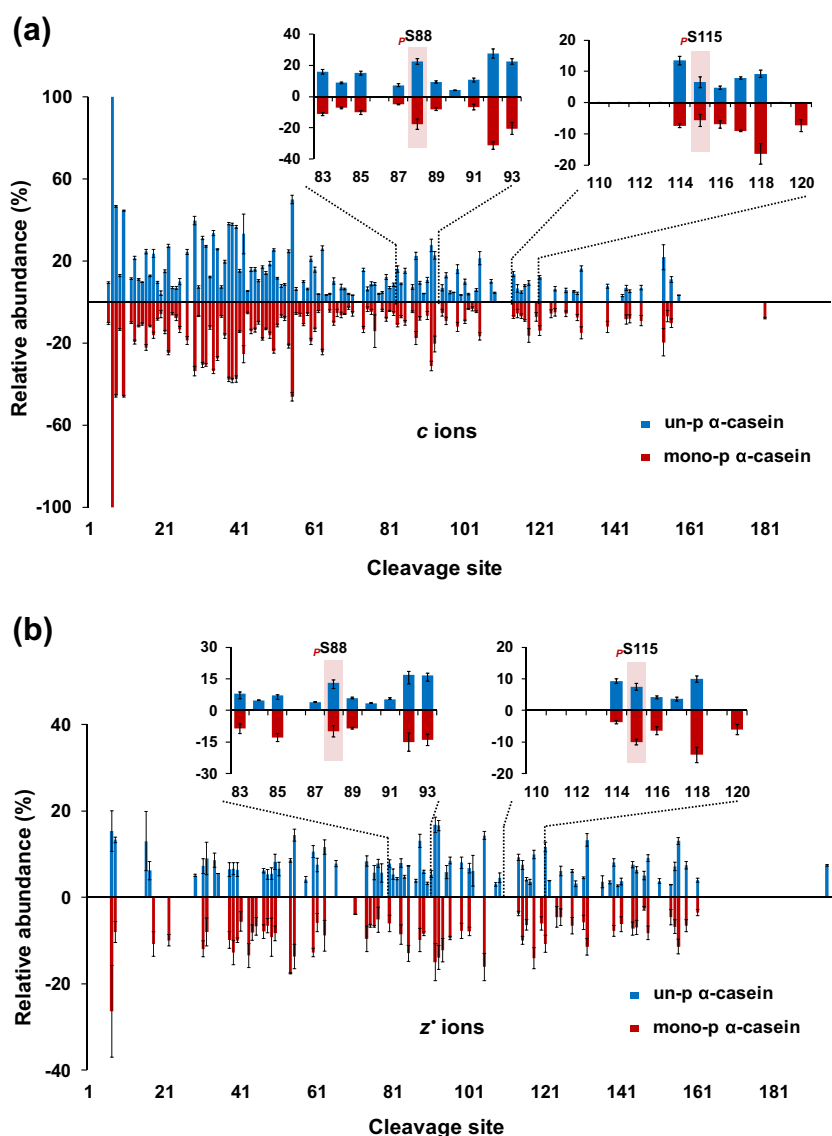 (a)
PS88
PS115
40
20
0
20
40
83 85 87 89 91 93
20
10
0
-10
-20
110 112 114 116 118 120
100
60
20
-20
-60
-100
Relative abundance (%)
c ions
un-p α-casein
mono-p α-casein
1 21 41 61 81 101 121 141 161 181
Cleavage site
(b)
PS88
PS115
30
15
0
-15
-30
83 85 87 89 91 93
20
10
0
-10
-20
110 112 114 116 118 120
40
20
0
-20
-40
Relative abundance (%)
z• ions
un-p α-casein
mono-p α-casein
1 21 41 61 81 101 121 141 161 181
Cleavage site